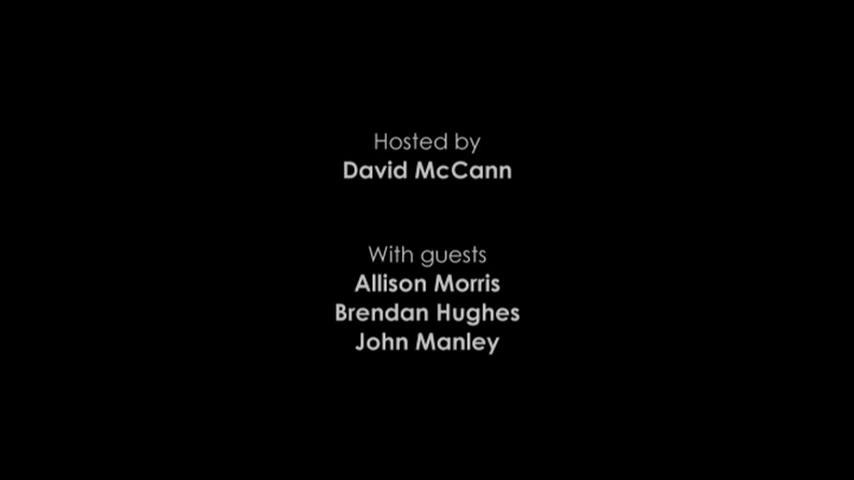 Hosted by
David McCann
With guests
Allison Morris
Brendan Hughes
John Manley